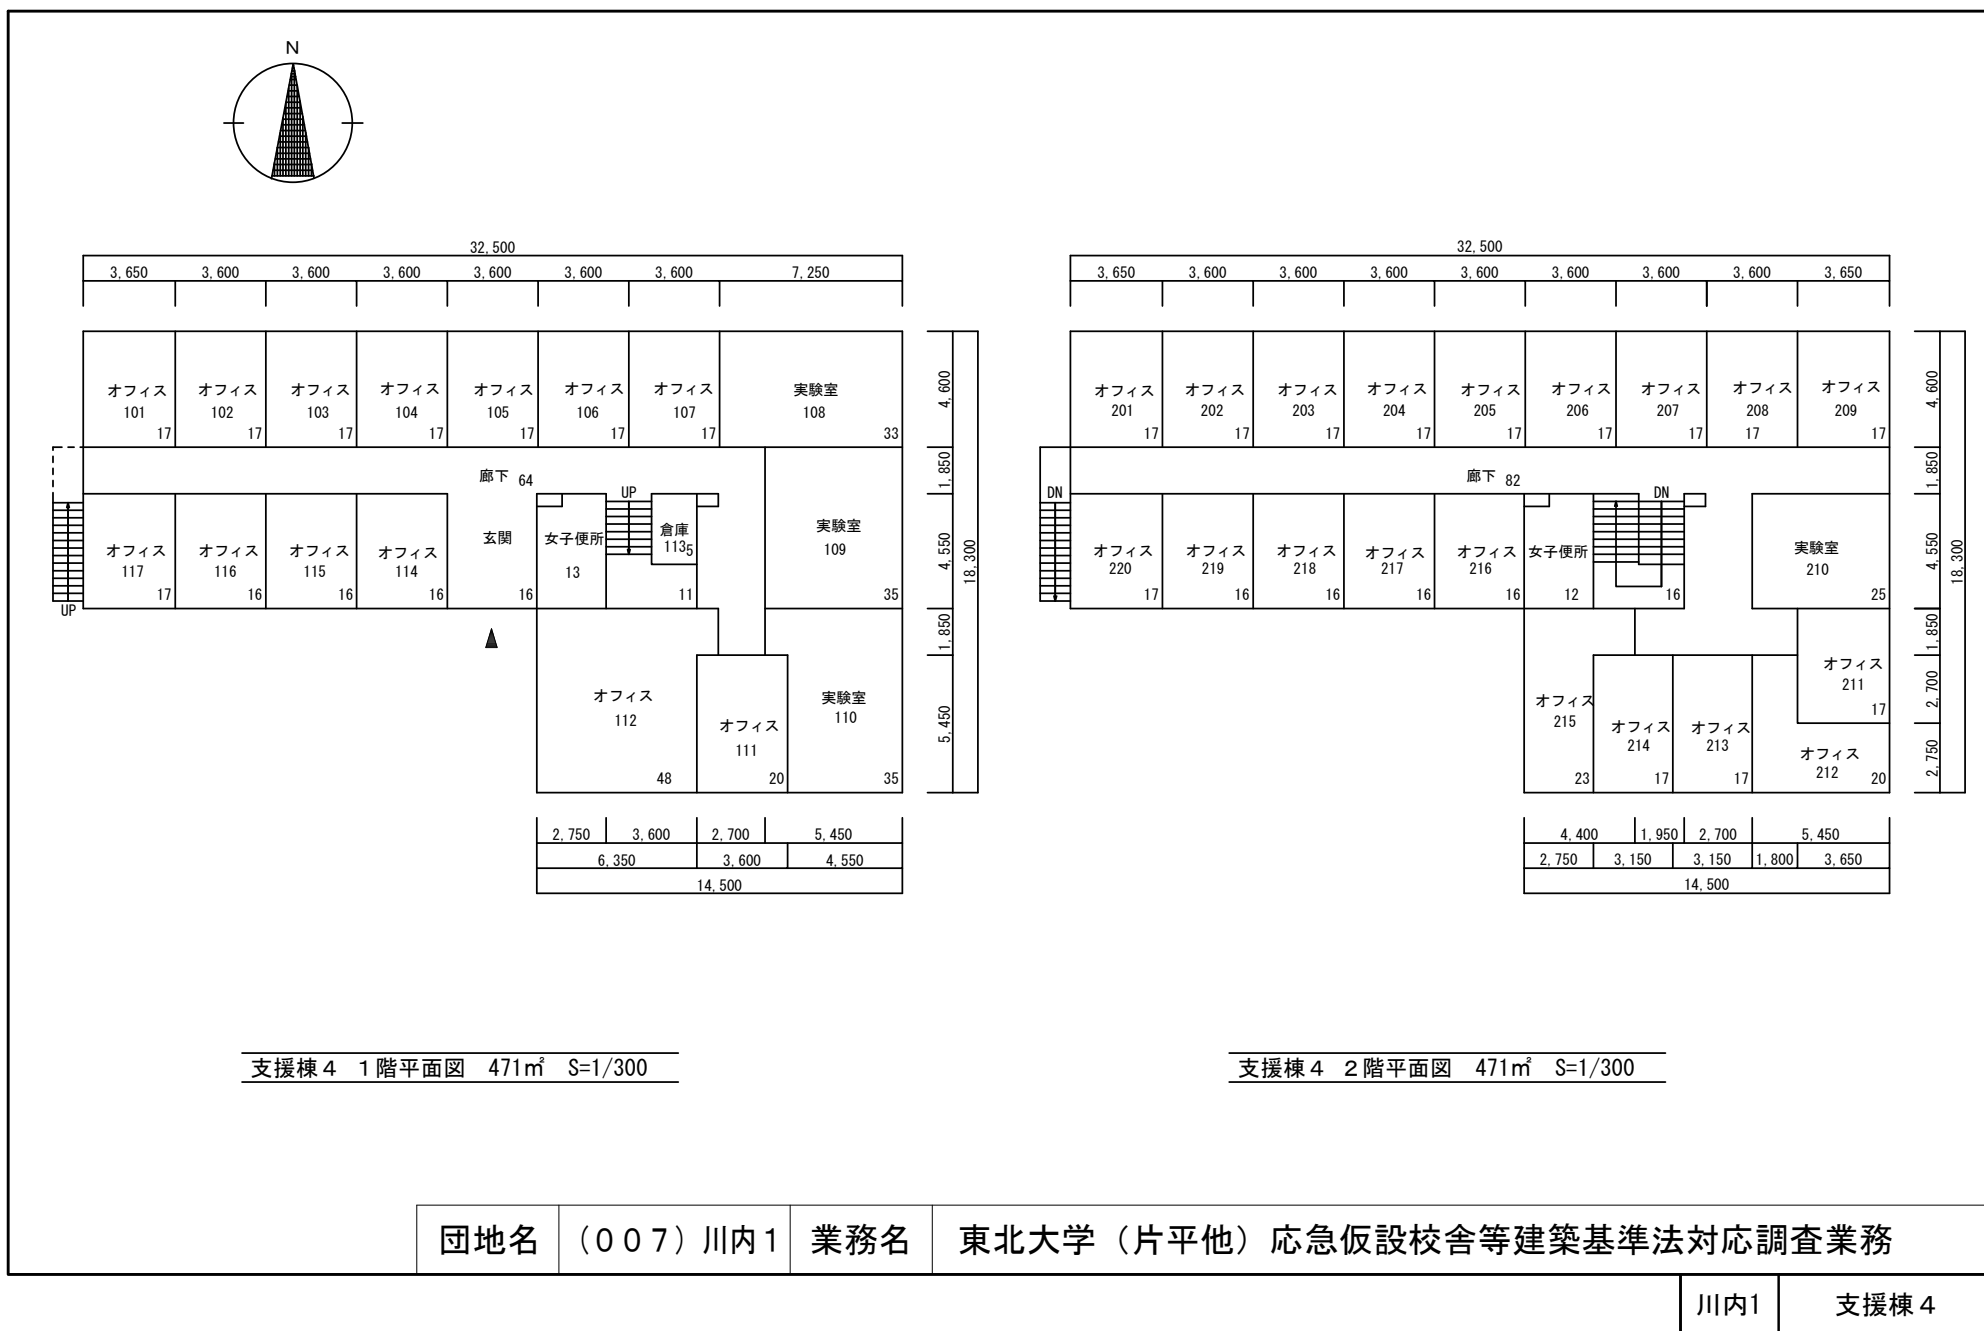 N
32,500
3,650 3,600 3,600 3,600 3,600 3,600 3,600 7,250
オフィス 101 17
オフィス 102 17
オフィス 103 17
オフィス 104 17
オフィス 105 17
オフィス 106 17
オフィス 107 17
実験室 108 33
廊下 64
UP
オフィス 117 17
オフィス 116 16
オフィス 115 16
オフィス 114 16
玄関 16
女子便所 13
UP
11
倉庫 113 5
実験室 109 35
オフィス 112 48
オフィス 111 20
実験室 110 35
4,600
1,850
4,550
1,850
5,450
18,300
2,750 3,600 2,700 5,450
6,350 3,600 4,550
14,500
支援棟4 1階平面図 471㎡ S=1/300
32,500
3,650 3,600 3,600 3,600 3,600 3,600 3,600 3,600 3,650
オフィス 201 17
オフィス 202 17
オフィス 203 17
オフィス 204 17
オフィス 205 17
オフィス 206 17
オフィス 207 17
オフィス 208 17
オフィス 209 17
廊下 82
DN
オフィス 220 17
オフィス 219 16
オフィス 218 16
オフィス 217 16
オフィス 216 16
女子便所 12
DN
16
実験室 210 25
オフィス 211 17
オフィス 215 23
オフィス 214 17
オフィス 213 17
オフィス 212 20
4,600
1,850
4,550
1,850
2,700
2,750
18,300
4,400 1,950 2,700 5,450
2,750 3,150 3,150 1,800 3,650
14,500
支援棟4 2階平面図 471㎡ S=1/300
団地名 (007)川内1 業務名 東北大学（片平他）応急仮設校舎等建築基準法対応調査業務
川内1 支援棟4